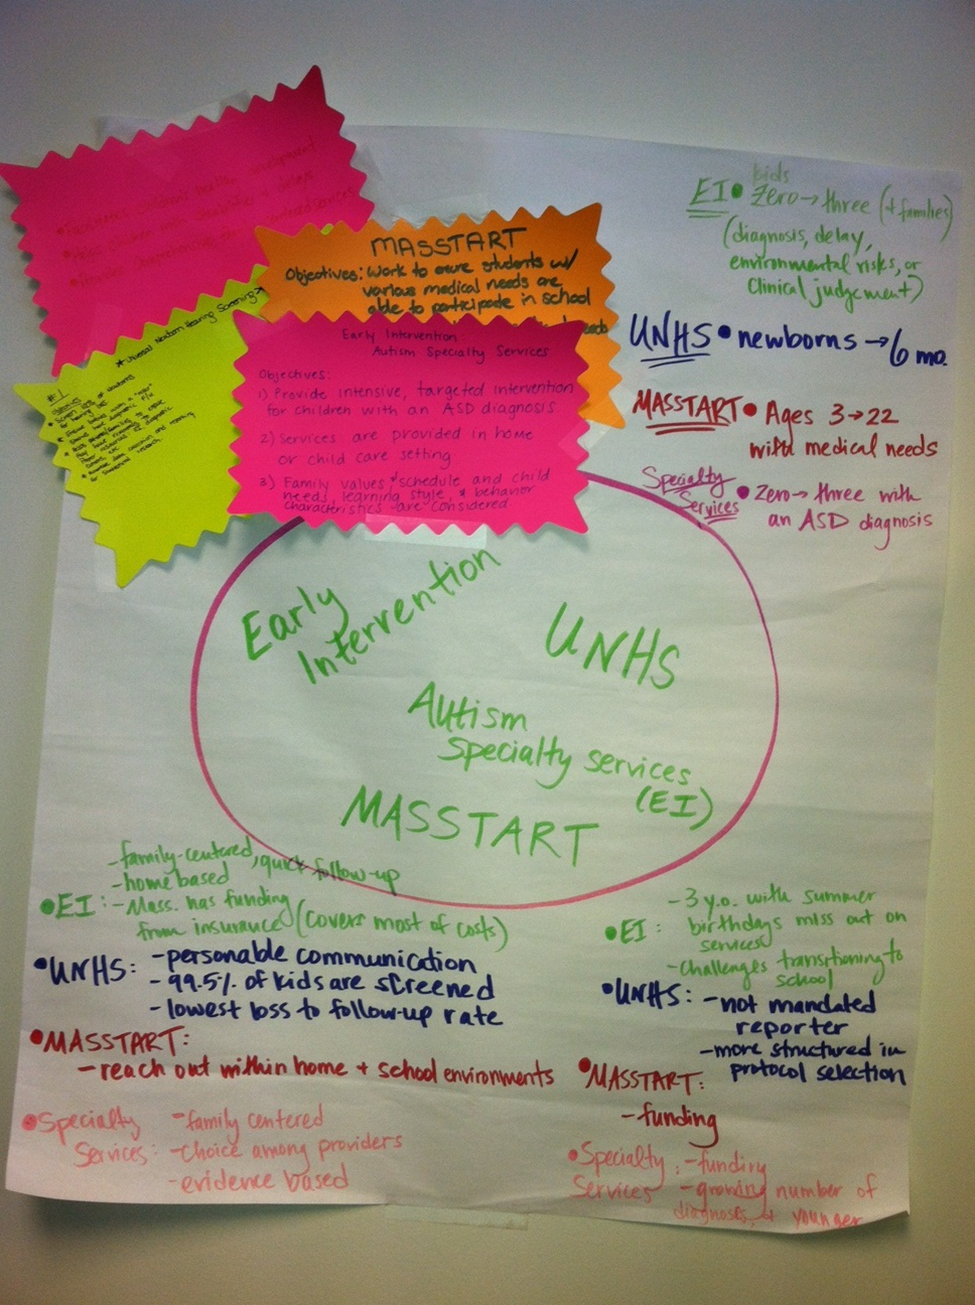 MASSTART
Objectives: Work to ensure students w/
various medical needs are
able to participate in school
Early Intervention:
Autism Specialty Services
Objectives:
1) Provide intensive, targeted intervention
for children with an ASD diagnosis.
2) Services are provided in home
or child care setting
3) Family values, schedule and child
needs, learning style, & behavior
characteristics are considered.
★ Universal Newborn Hearing Screening ★
#1
kids
EI • Zero → three (+ families)
(diagnosis, delay,
environmental risks, or
clinical judgement)
UNHS • newborns → 6 mo.
MASSTART • Ages 3 → 22
with medical needs
Specialty
Services • Zero → three with
an ASD diagnosis
Early
Intervention
UNHS
Autism
Specialty services
(EI)
MASSTART
- family-centered, quick follow-up
- home based
• EI: - Mass. has funding
from insurance (covers most of costs)
• UNHS: - personable communication
- 99.5% of kids are screened
- lowest loss to follow-up rate
• MASSTART:
- reach out within home + school environments
• Specialty - family centered
Services: - choice among providers
- evidence based
- 3 y.o. with summer
• EI: birthdays miss out on
services
- challenges transitioning to
school
• UNHS: - not mandated
reporter
- more structured in
protocol selection
• MASSTART:
- funding
• Specialty : - funding
Services - growing number of
diagnosis, + younger